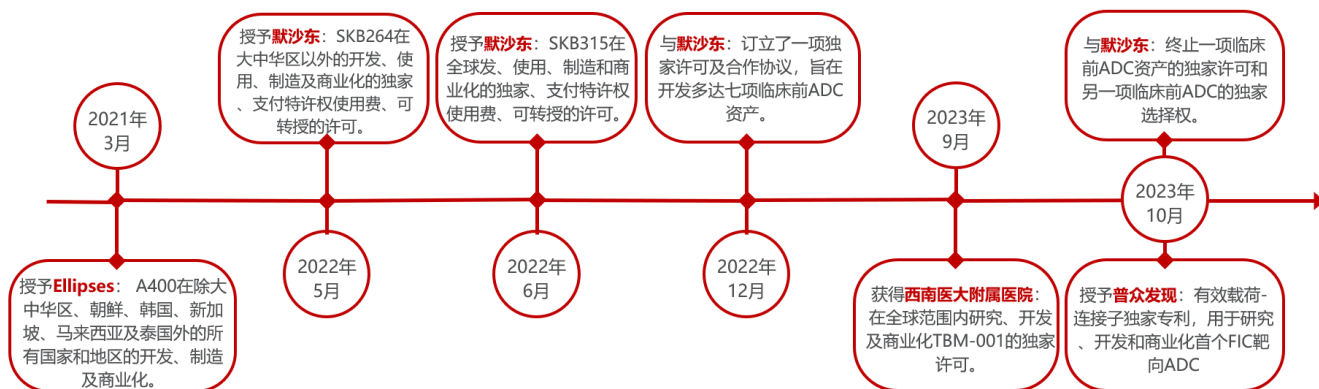 2021年
3月
授予Ellipses： A400在除大
中华区、朝鲜、韩国、新加
坡、马来西亚及泰国外的所
有国家和地区的开发、制造
及商业化。
授予默沙东：SKB264在
大中华区以外的开发、使
用、制造及商业化的独家
、支付特许权使用费、可
转授的许可。
2022年
5月
授予默沙东：SKB315在
全球发、使用、制造和商
业化的独家、支付特许权
使用费、可转授的许可。
2022年
6月
与默沙东：订立了一项独
家许可及合作协议，旨在
开发多达七项临床前ADC
资产。
2022年
12月
2023年
9月
获得西南医大附属医院：
在全球范围内研究、开发
及商业化TBM-001的独家
许可。
与默沙东：终止一项临床
前ADC资产的独家许可和
另一项临床前ADC的独家
选择权。
2023年
10月
授予普众发现：有效载荷-
连接子独家专利，用于研究
、开发和商业化首个FIC靶
向ADC